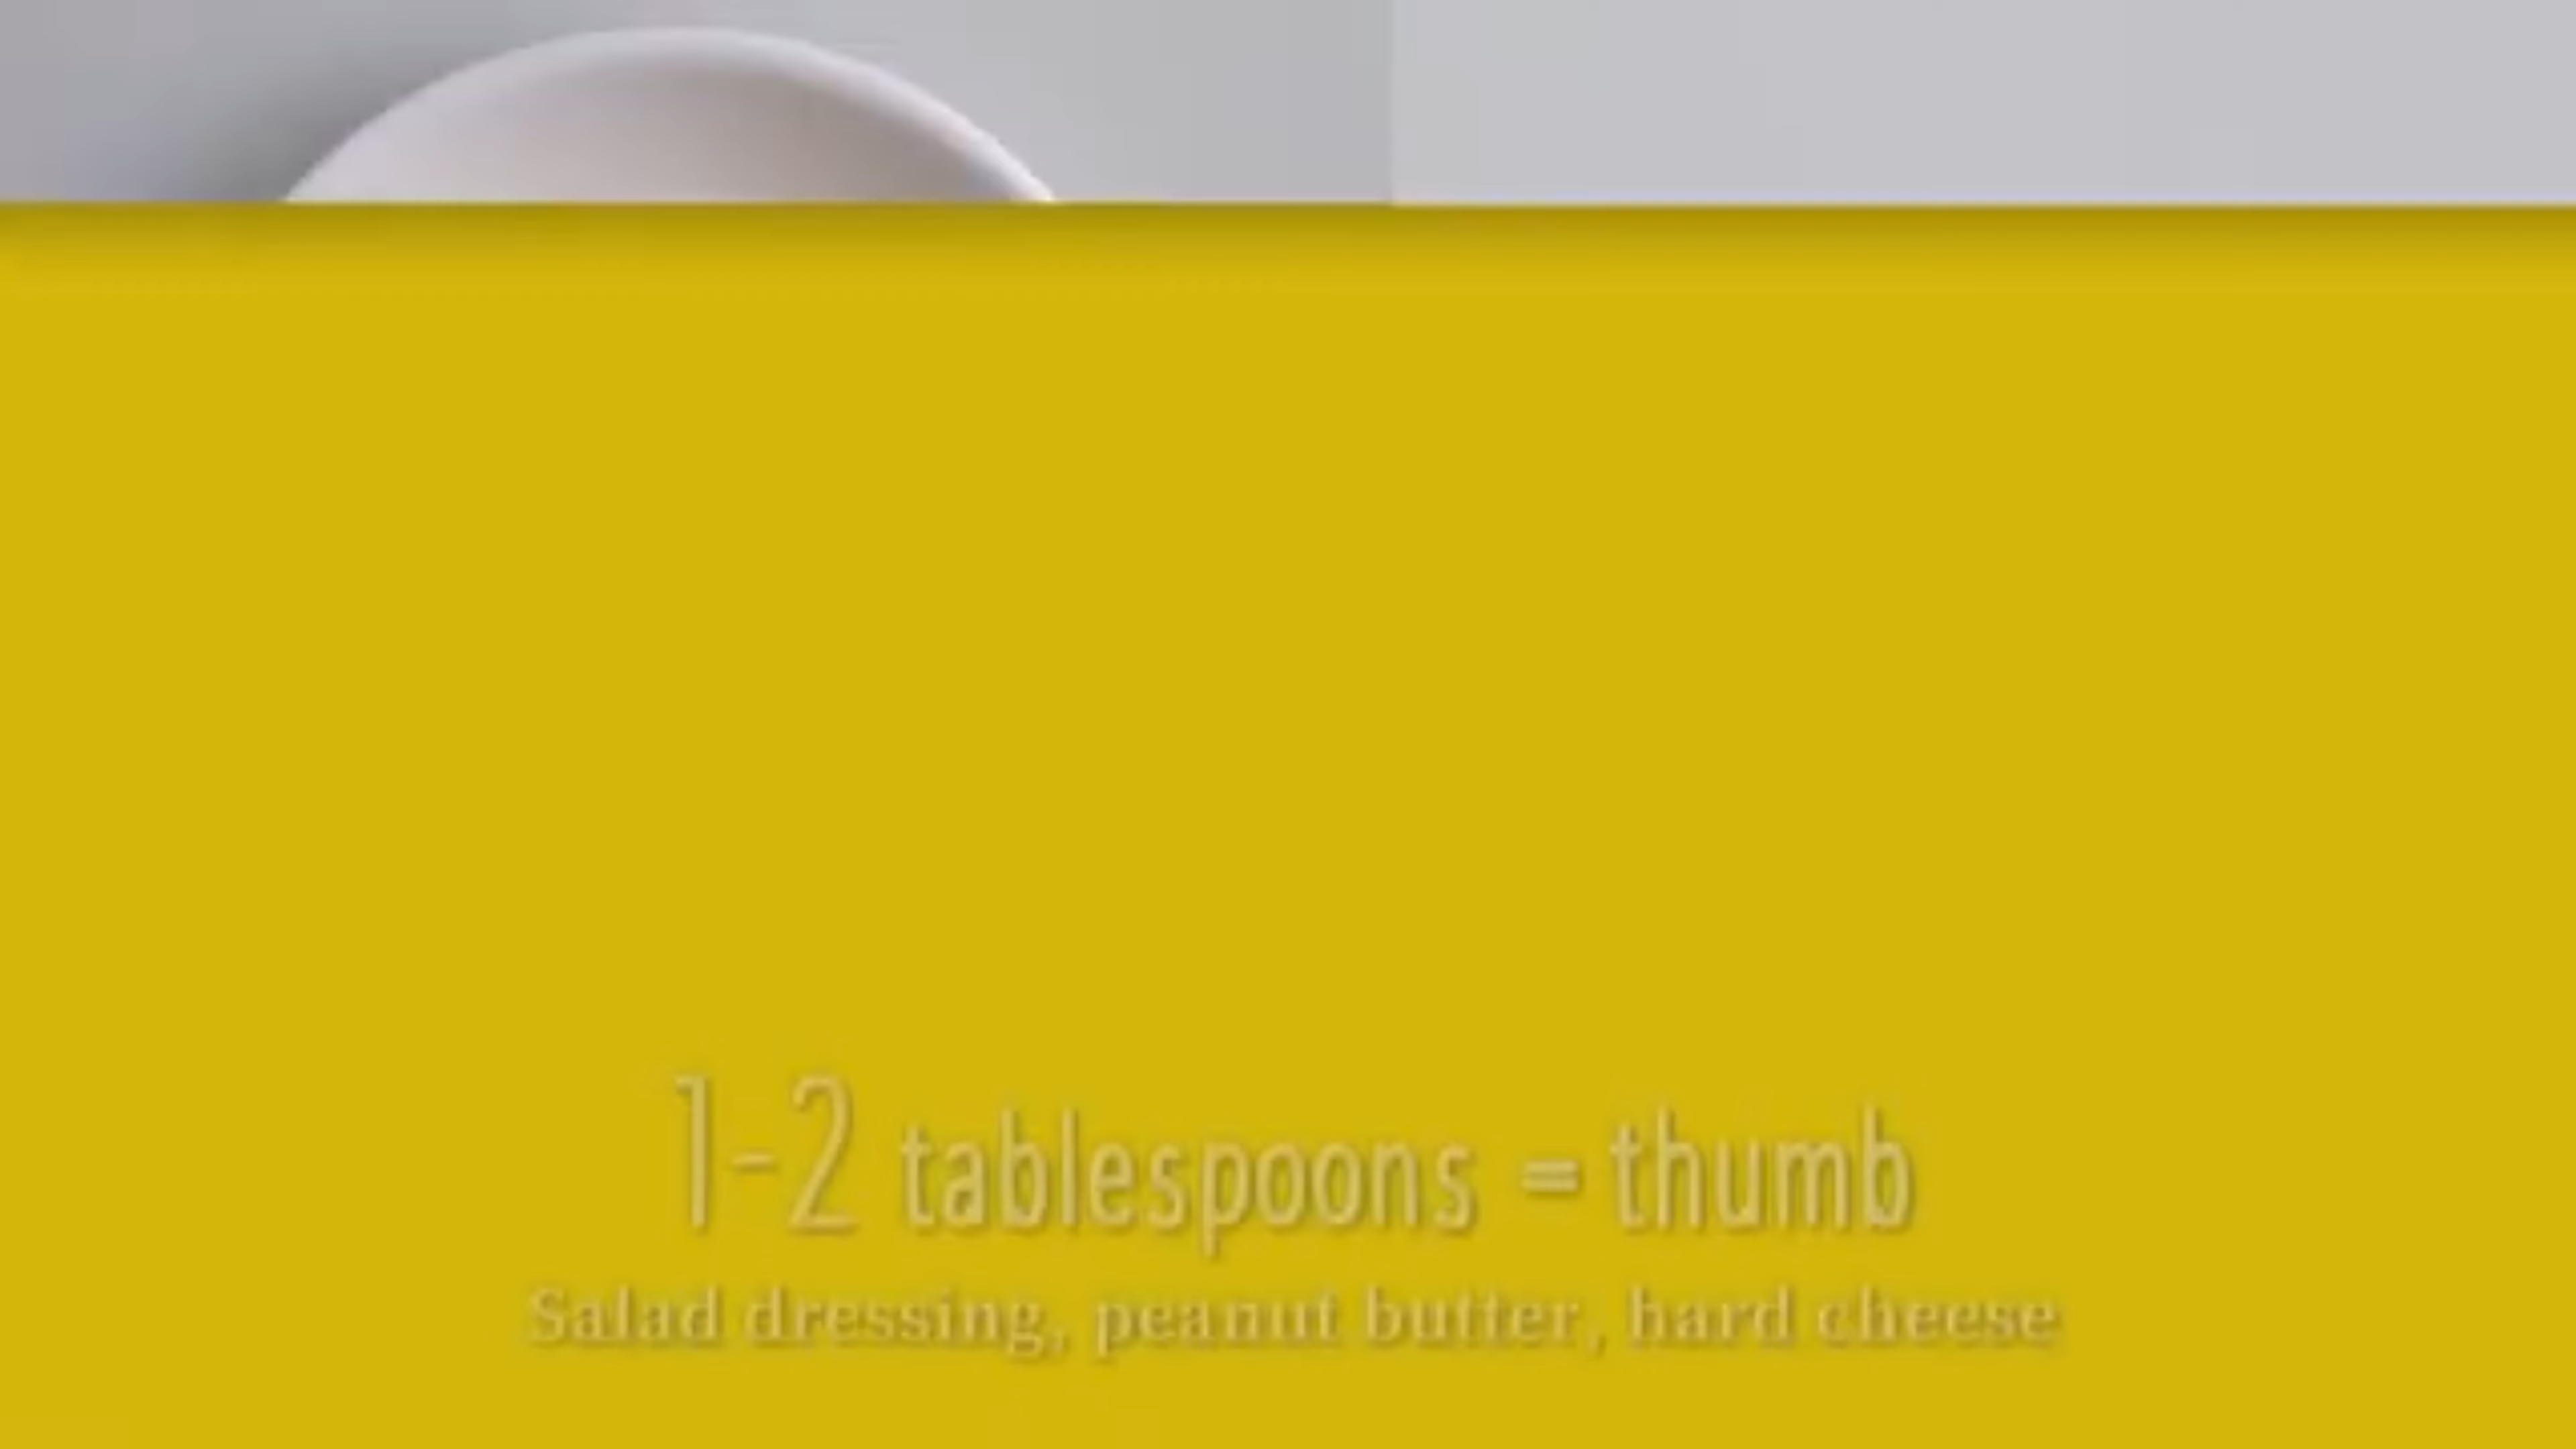 1-2 tablespoons = thumb
Salad dressing, peanut butter, hard cheese